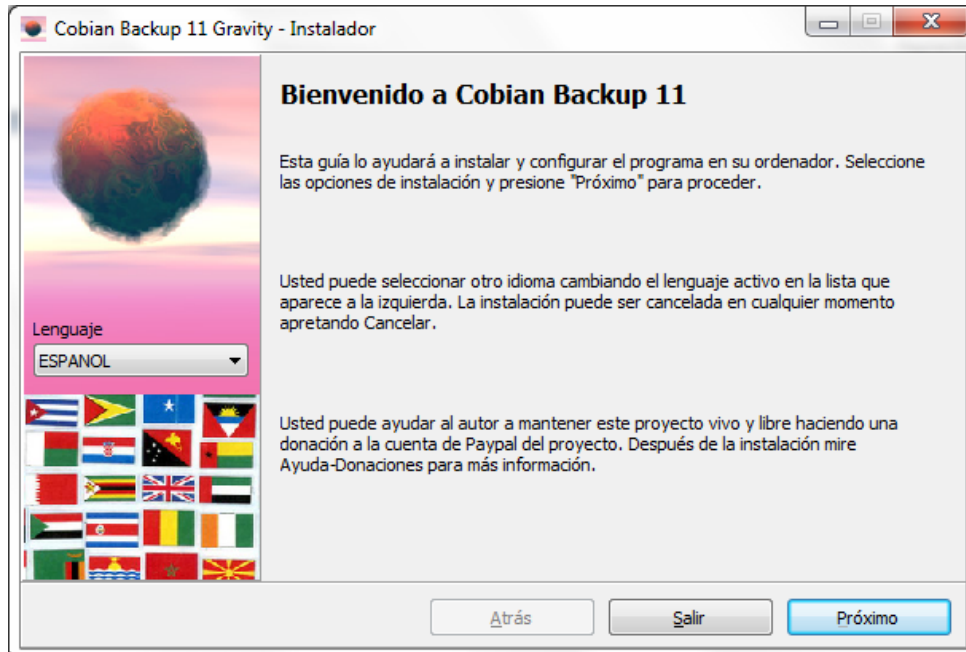 Cobian Backup 11 Gravity - Instalador
Bienvenido a Cobian Backup 11
Esta guía lo ayudará a instalar y configurar el programa en su ordenador. Seleccione
las opciones de instalación y presione "Próximo" para proceder.
Usted puede seleccionar otro idioma cambiando el lenguaje activo en la lista que
aparece a la izquierda. La instalación puede ser cancelada en cualquier momento
apretando Cancelar.
Lenguaje
ESPANOL
Usted puede ayudar al autor a mantener este proyecto vivo y libre haciendo una
donación a la cuenta de Paypal del proyecto. Después de la instalación mire
Ayuda-Donaciones para más información.
Atrás
Salir
Próximo